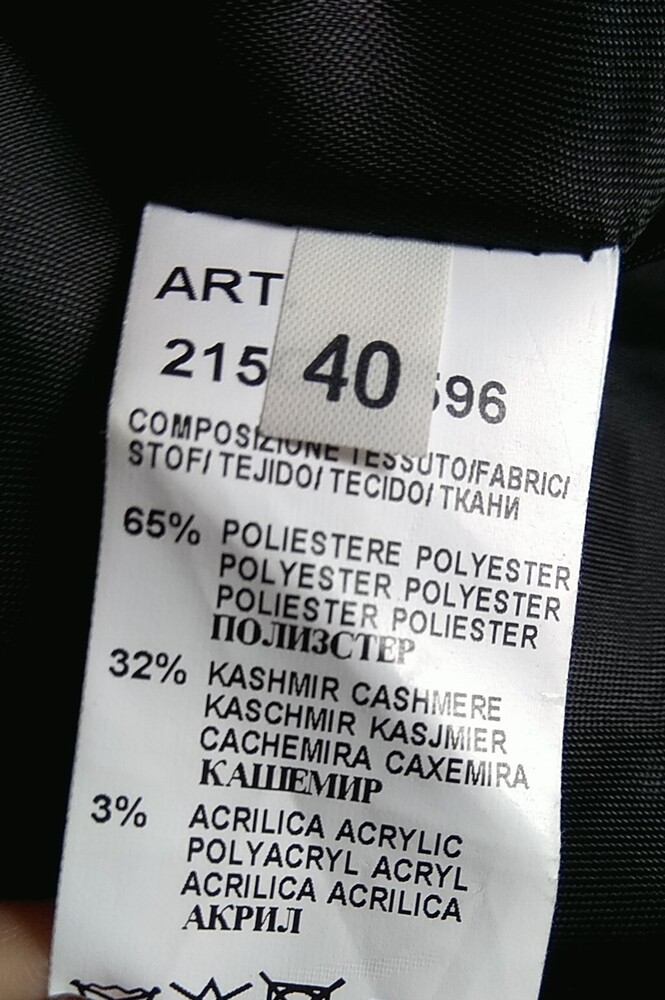 ART
215 40 596
COMPOSIZIONE TESSUTO/FABRIC/
STOF/ TEJIDO/ TECIDO/ ТКАНИ
65% POLIESTERE POLYESTER
POLYESTER POLYESTER
POLIESTER POLIESTER
ПОЛИЗСТЕР
32% KASHMIR CASHMERE
KASCHMIR KASJMIER
CACHEMIRA CAXEMIRA
КАШЕМИР
3% ACRILICA ACRYLIC
POLYACRYL ACRYL
ACRILICA ACRILICA
АКРИЛ